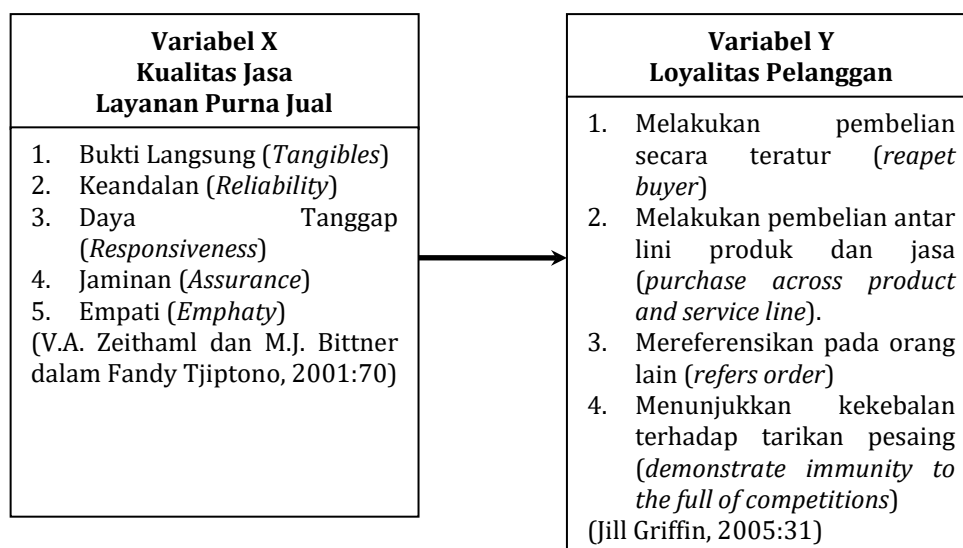 Variabel X
Kualitas Jasa
Layanan Purna Jual
1. Bukti Langsung (Tangibles)
2. Keandalan (Reliability)
3. Daya Tanggap
(Responsiveness)
4. Jaminan (Assurance)
5. Empati (Emphaty)
(V.A. Zeithaml dan M.J. Bittner
dalam Fandy Tjiptono, 2001:70)
Variabel Y
Loyalitas Pelanggan
1. Melakukan pembelian
secara teratur (reapet
buyer)
2. Melakukan pembelian antar
lini produk dan jasa
(purchase across product
and service line).
3. Mereferensikan pada orang
lain (refers order)
4. Menunjukkan kekebalan
terhadap tarikan pesaing
(demonstrate immunity to
the full of competitions)
(Jill Griffin, 2005:31)